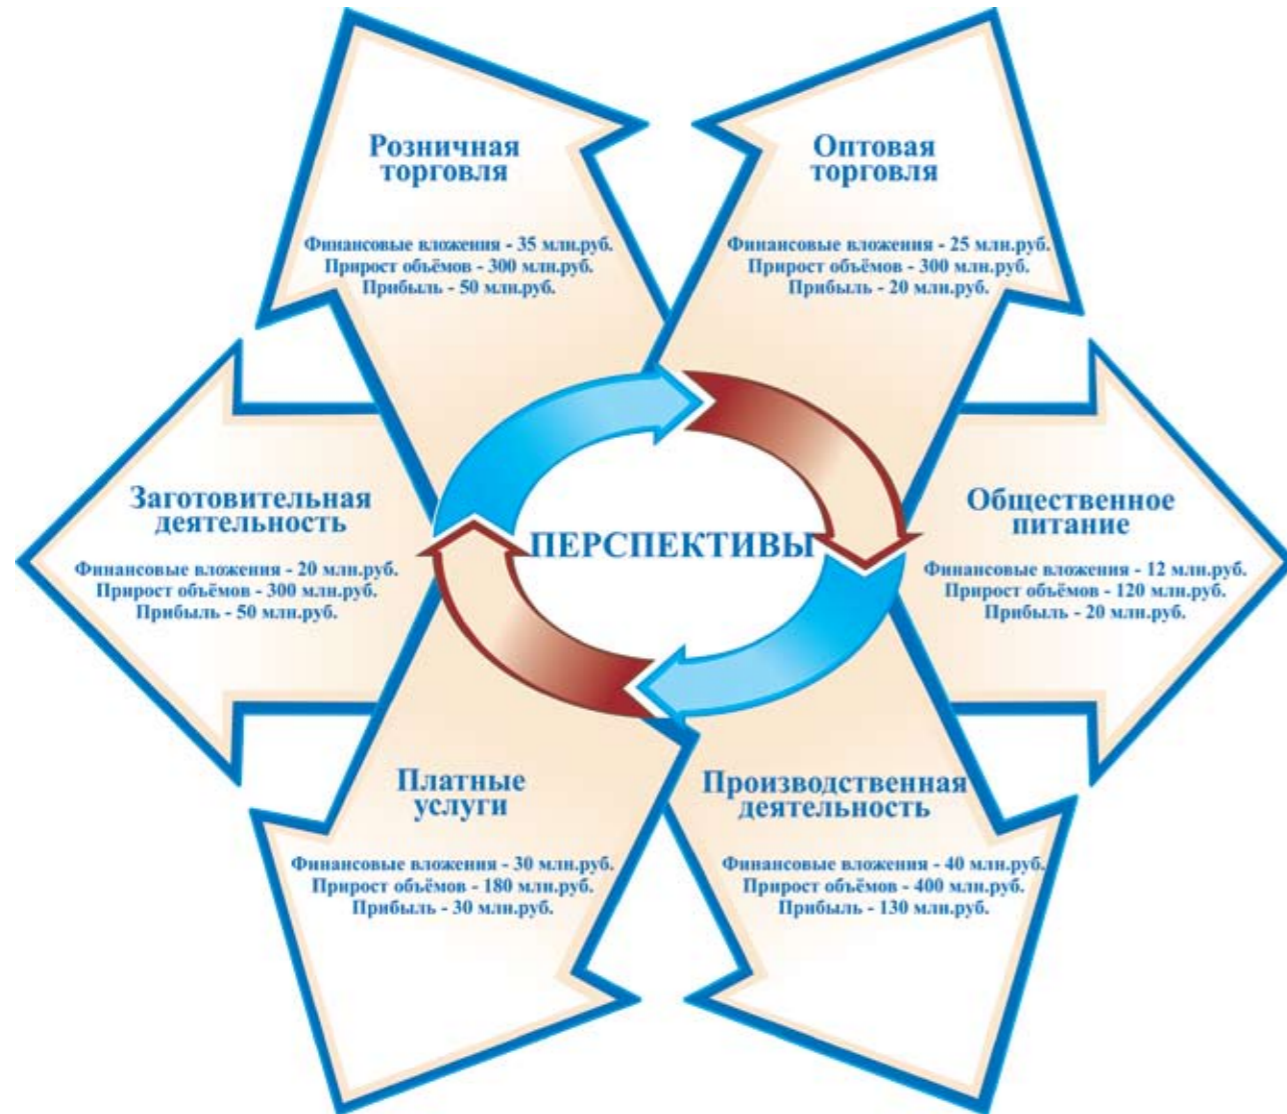 Розничная
торговля
Финансовые вложения - 35 млн.руб.
Прирост объёмов - 300 млн.руб.
Прибыль - 50 млн.руб.
Оптовая
торговля
Финансовые вложения - 25 млн.руб.
Прирост объёмов - 300 млн.руб.
Прибыль - 20 млн.руб.
Заготовительная
деятельность
Финансовые вложения - 20 млн.руб.
Прирост объёмов - 300 млн.руб.
Прибыль - 50 млн.руб.
ПЕРСПЕКТИВЫ
Общественное
питание
Финансовые вложения - 12 млн.руб.
Прирост объёмов - 120 млн.руб.
Прибыль - 20 млн.руб.
Платные
услуги
Финансовые вложения - 30 млн.руб.
Прирост объёмов - 180 млн.руб.
Прибыль - 30 млн.руб.
Производственная
деятельность
Финансовые вложения - 40 млн.руб.
Прирост объёмов - 400 млн.руб.
Прибыль - 130 млн.руб.